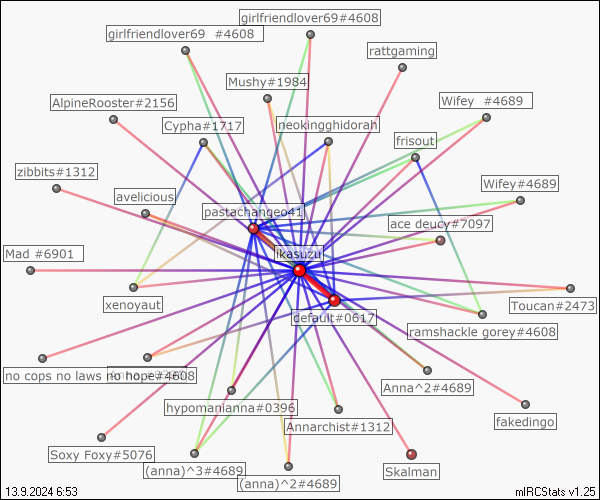 girlfriendlover69#4608
girlfriendlover69 #4608
rattgaming
Mushy#1984
AlpineRooster#2156
Wifey #4689
Cypha#1717
neokingghidorah
frisout
zibbits#1312
Wifey#4689
avelicious
pastachangeo41
ace deucy#7097
ikasuzu
Mad #6901
xenoyaut
Toucan#2473
default#0617
ramshackle gorey#4608
no cops no laws no hope#4608
Anna^2#4689
hypomanianna#0396
fakedingo
Annarchist#1312
Soxy Foxy#5076
(anna)^3#4689
Skalman
(anna)^2#4689
13.9.2024 6:53
mIRCStats v1.25